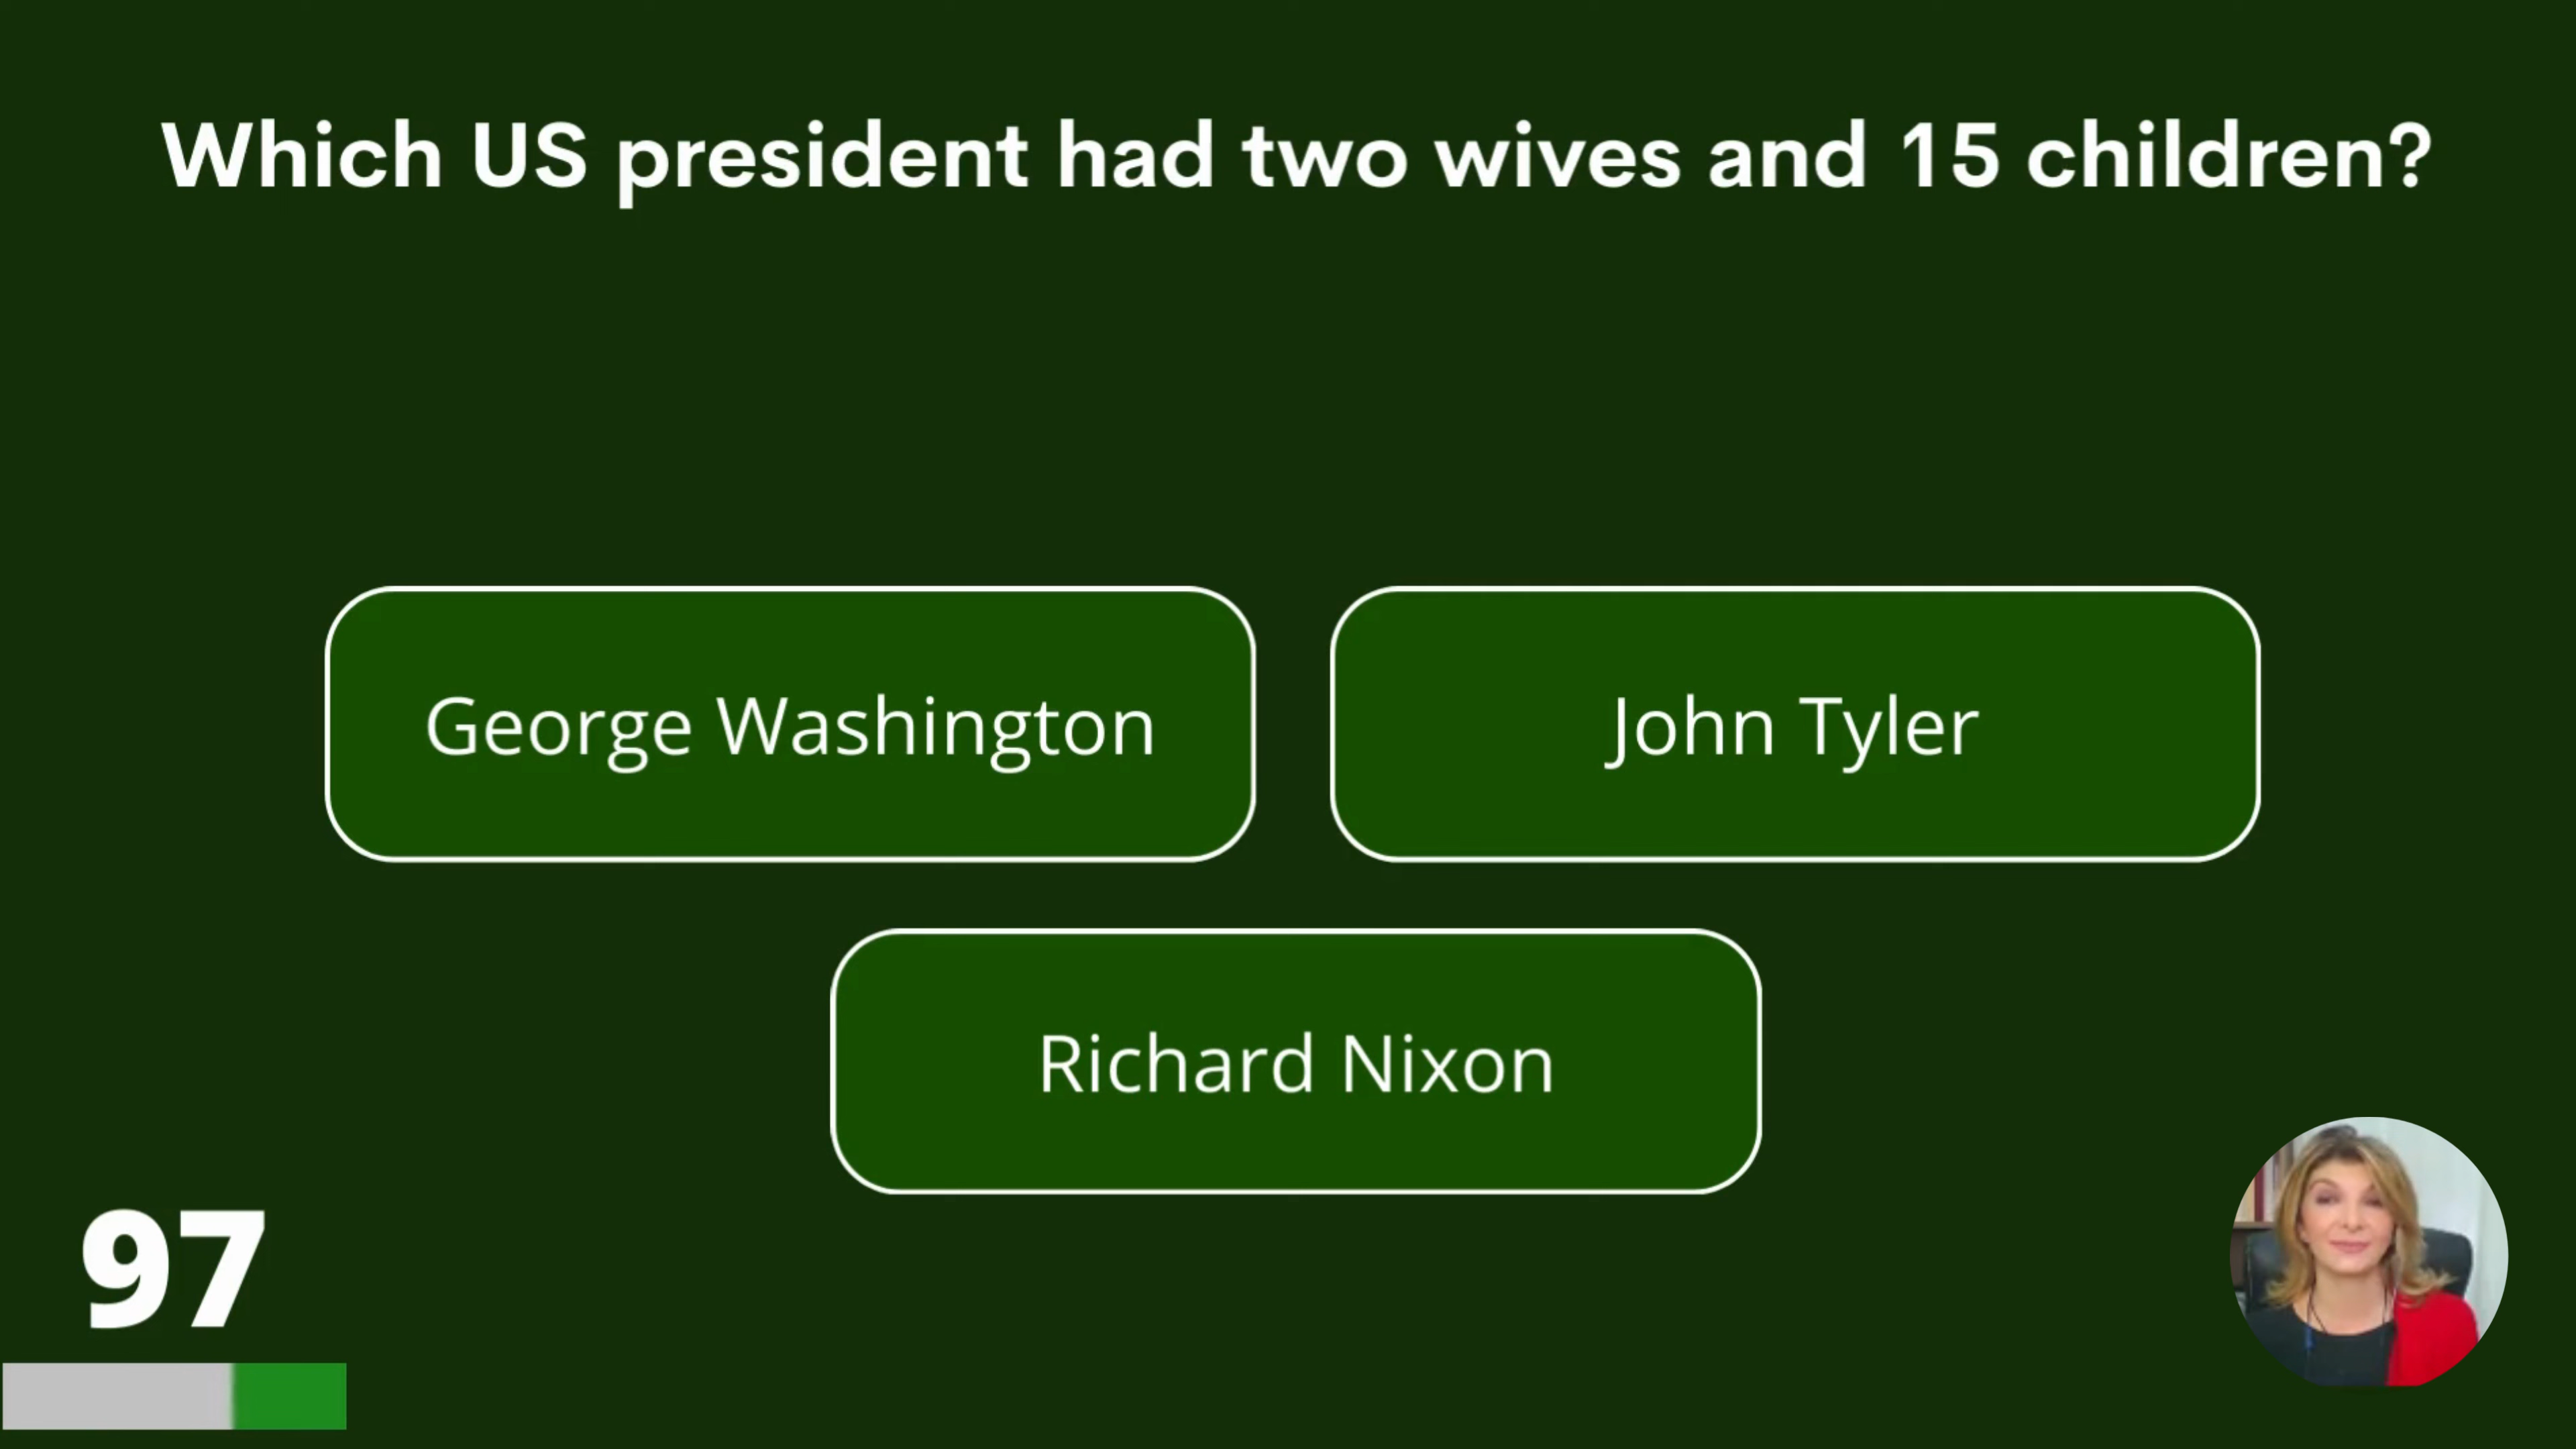 Which US president had two wives and 15 children?
George Washington
John Tyler
Richard Nixon
97